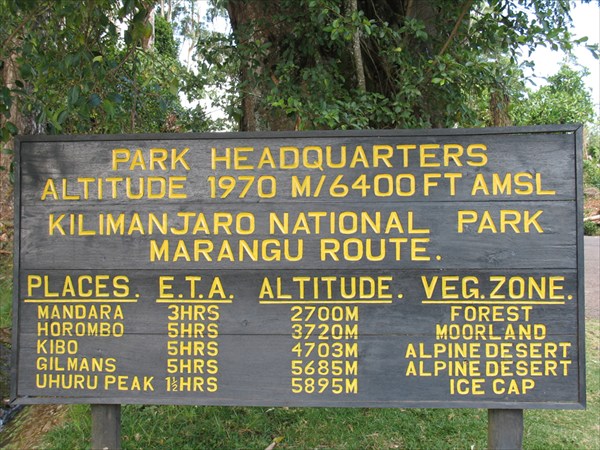 PARK HEADQUARTERS
ALTITUDE 1970 M/6400 FT AMSL
KILIMANJARO NATIONAL PARK
MARANGU ROUTE.
PLACES. E.T.A. ALTITUDE. VEG.ZONE.
MANDARA 3HRS 2700M FOREST
HOROMBO 5HRS 3720M MOORLAND
KIBO 5HRS 4703M ALPINE DESERT
GILMANS 5HRS 5685M ALPINE DESERT
UHURU PEAK 1½HRS 5895M ICE CAP